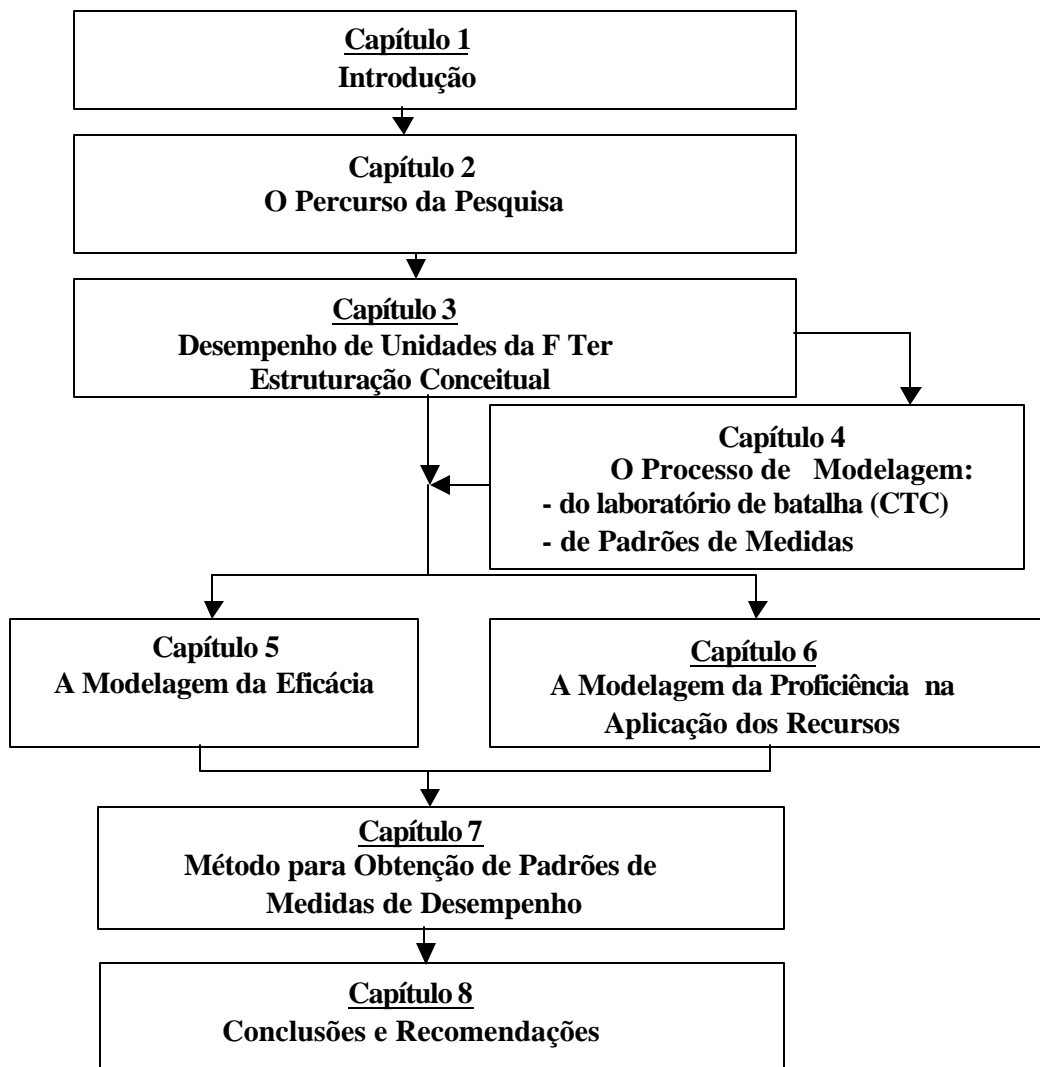 Capítulo 1
Introdução
Capítulo 2
O Percurso da Pesquisa
Capítulo 3
Desempenho de Unidades da F Ter
Estruturação Conceitual
Capítulo 4
O Processo de Modelagem:
- do laboratório de batalha (CTC)
- de Padrões de Medidas
Capítulo 5
A Modelagem da Eficácia
Capítulo 6
A Modelagem da Proficiência na
Aplicação dos Recursos
Capítulo 7
Método para Obtenção de Padrões de
Medidas de Desempenho
Capítulo 8
Conclusões e Recomendações